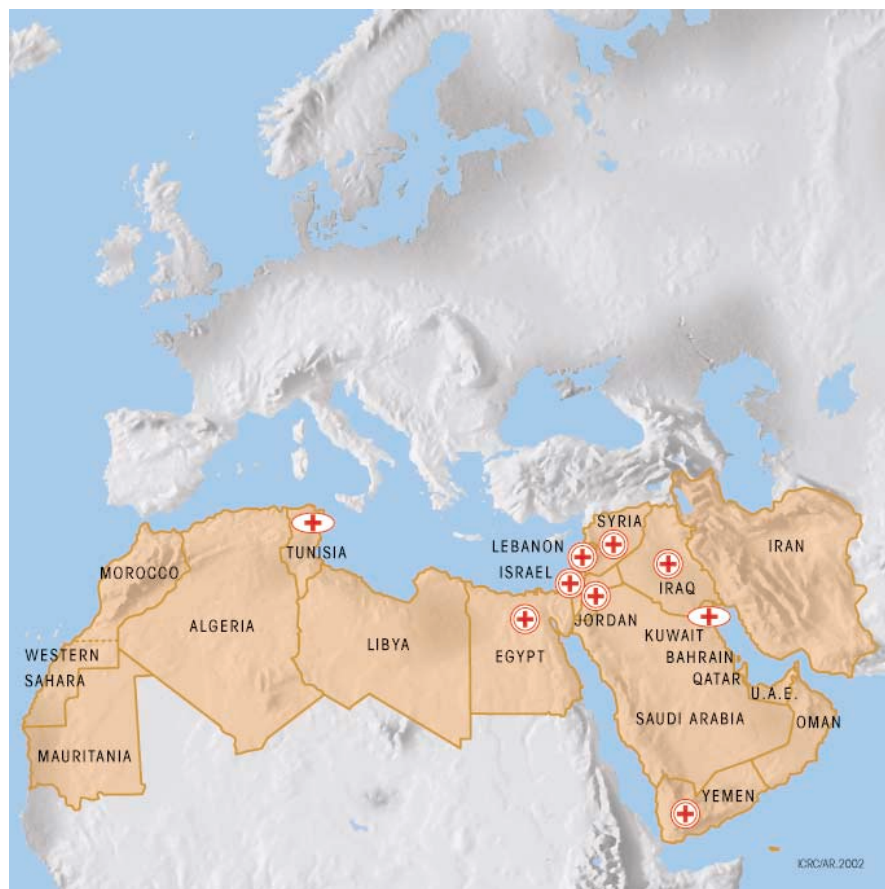 SYRIA
LEBANON
IRAN
TUNISIA
ISRAEL
MOROCCO
IRAQ
JORDAN
ALGERIA
KUWAIT
LIBYA
WESTERN
SAHARA
EGYPT
BAHRAIN
QATAR
U.A.E.
SAUDI ARABIA
OMAN
MAURITANIA
YEMEN
ICRC/AR.2002